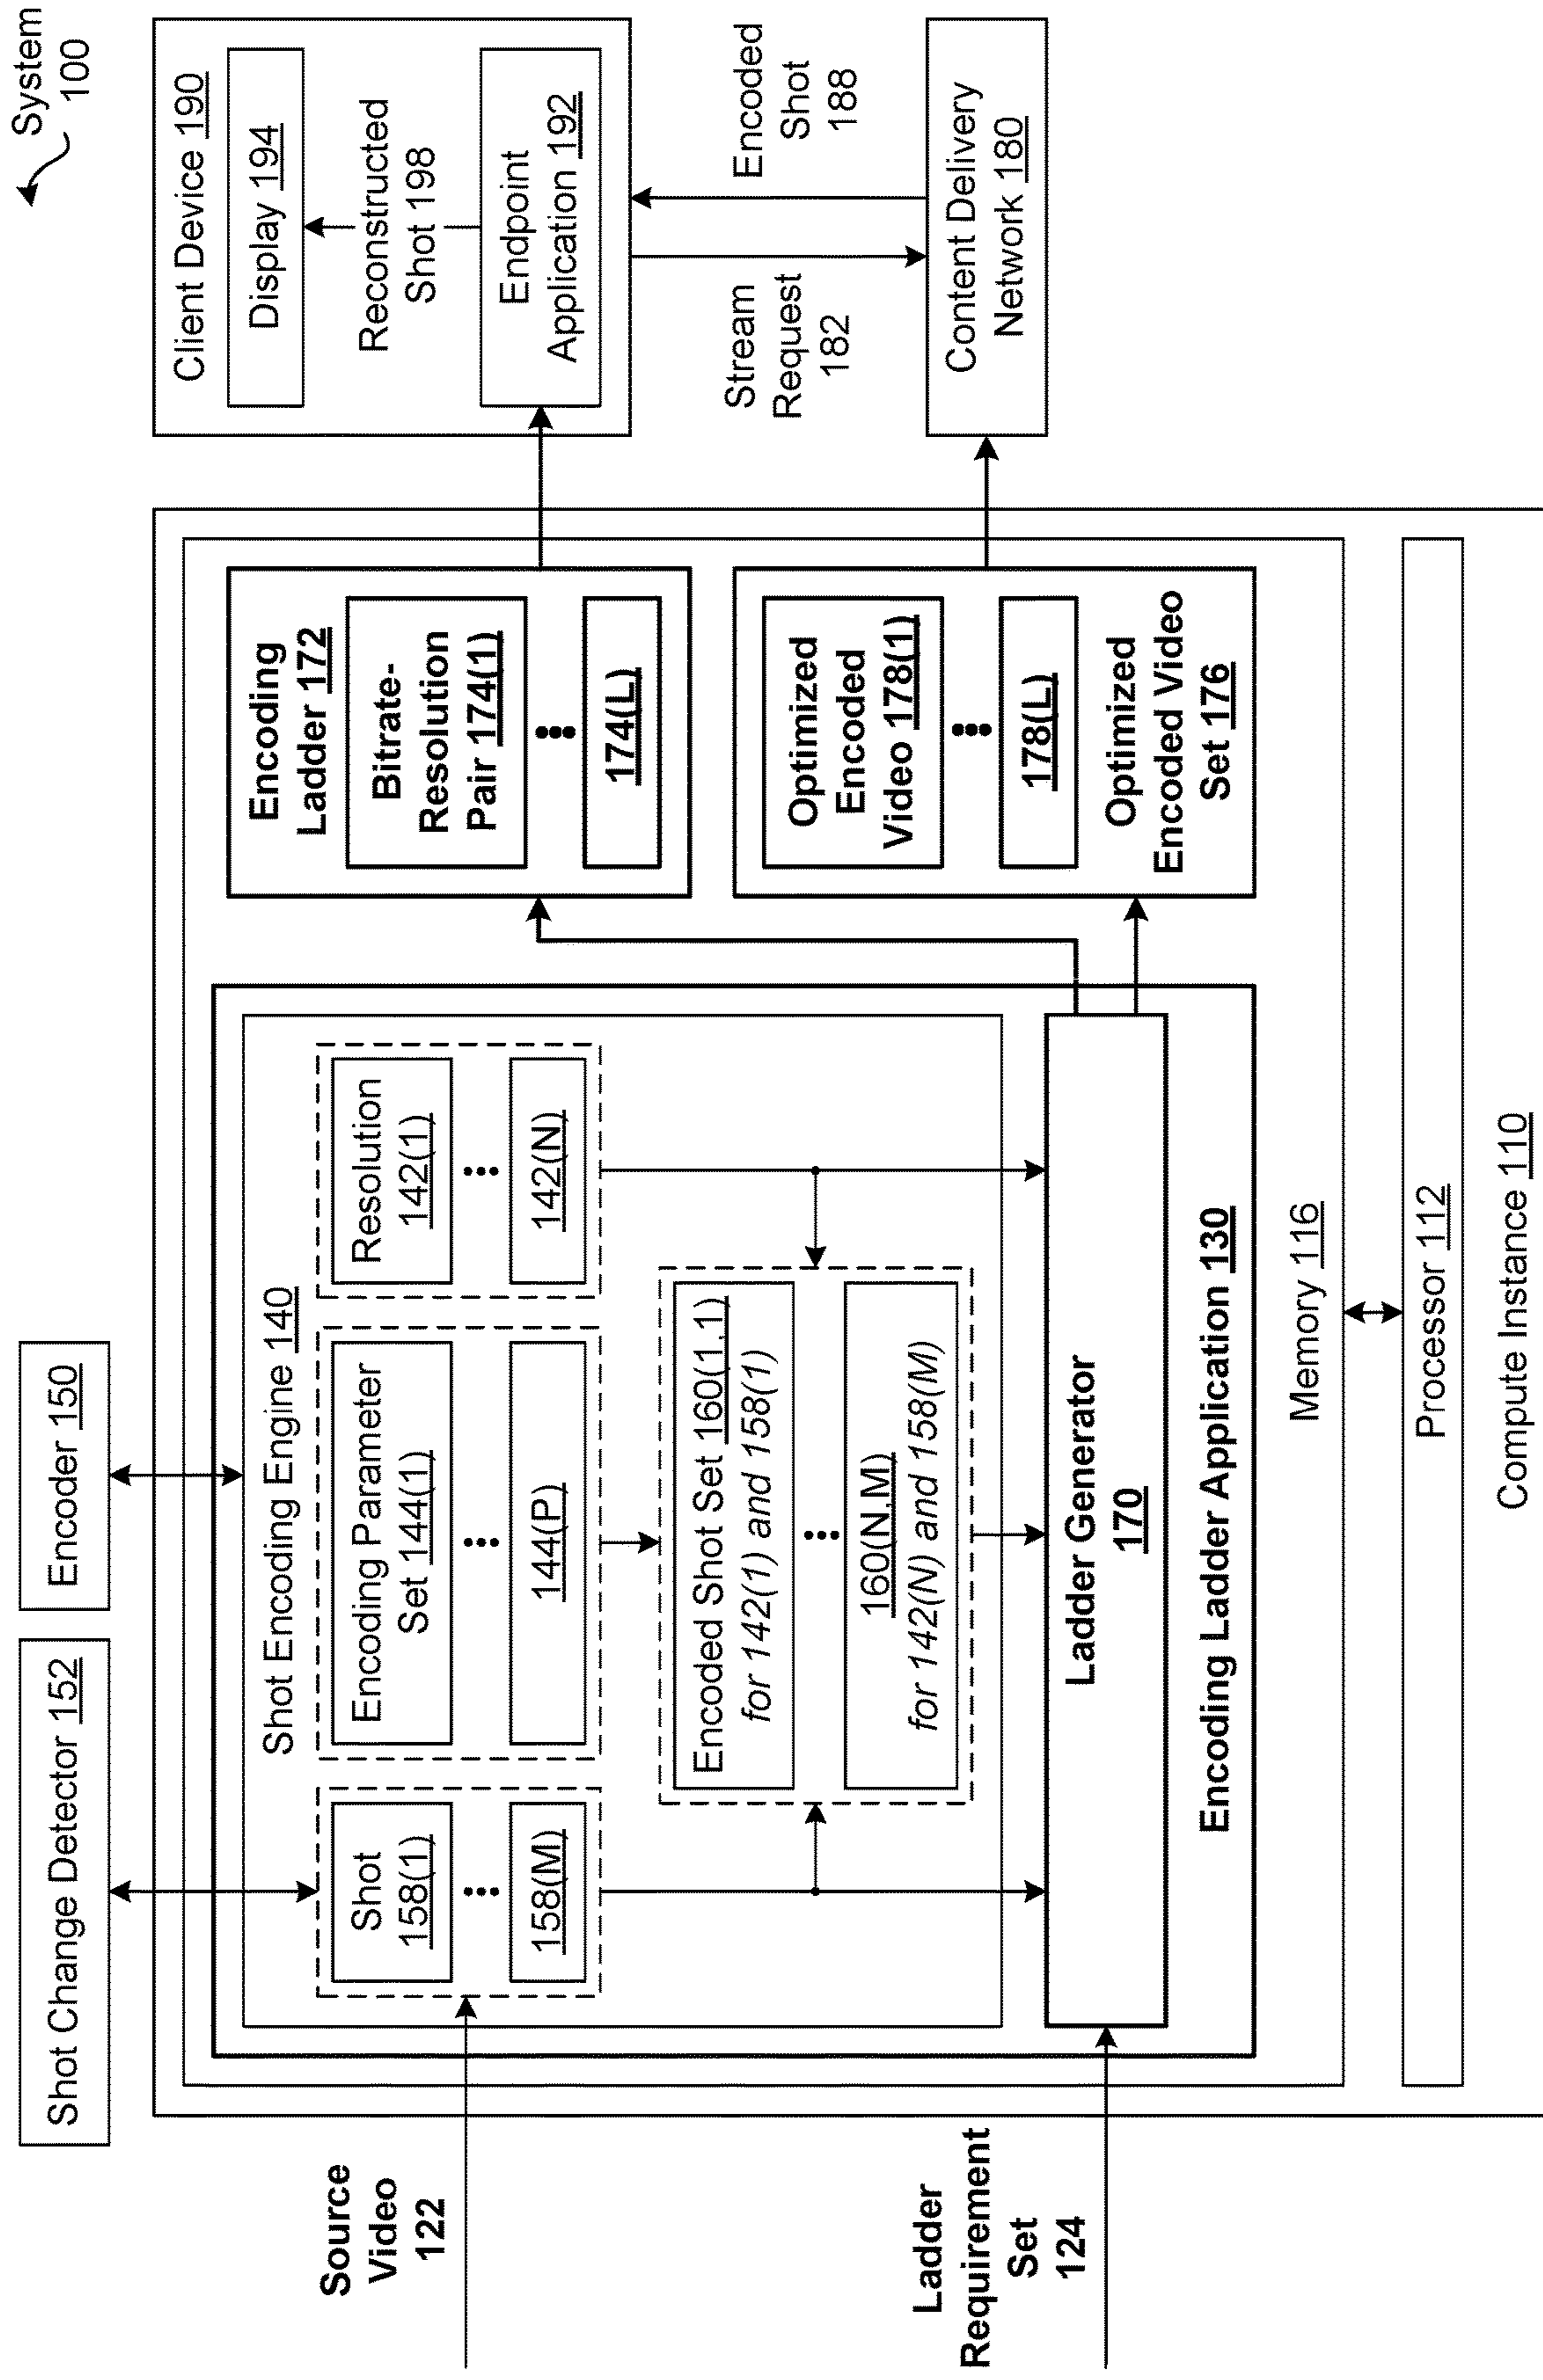 System
100
Shot Change Detector 152
Encoder 150
Client Device 190
Display 194
Reconstructed
Shot 198
Endpoint
Application 192
Stream
Request
182
Encoded
Shot
188
Content Delivery
Network 180
Source
Video
122
Ladder
Requirement
Set
124
Shot Encoding Engine 140
Shot
158(1)
158(M)
Encoding Parameter
Set 144(1)
144(P)
Resolution
142(1)
142(N)
Encoded Shot Set 160(1,1)
for 142(1) and 158(1)
160(N,M)
for 142(N) and 158(M)
Ladder Generator
170
Encoding Ladder Application 130
Encoding
Ladder 172
Bitrate-
Resolution
Pair 174(1)
174(L)
Optimized
Encoded
Video 178(1)
178(L)
Optimized
Encoded Video
Set 176
Memory 116
Processor 112
Compute Instance 110